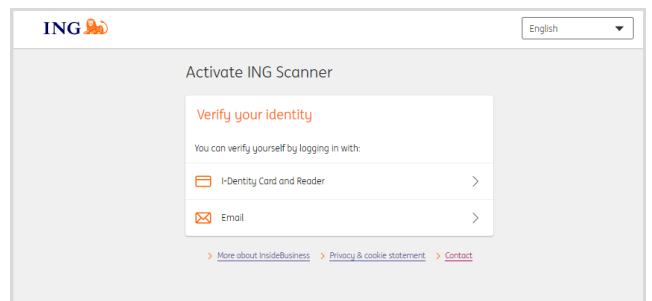 ING
English
Activate ING Scanner
Verify your identity
You can verify yourself by logging in with:
I-Dentity Card and Reader
Email
More about InsideBusiness Privacy & cookie statement Contact